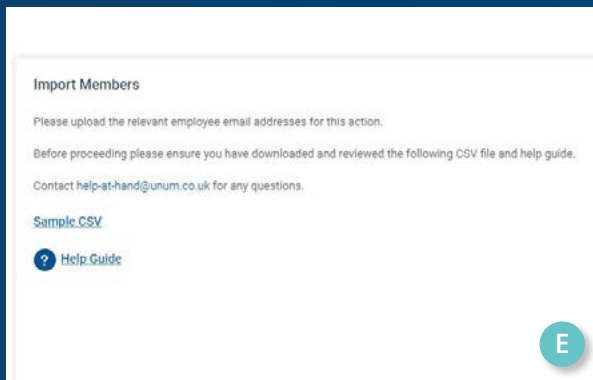 Import Members
Please upload the relevant employee email addresses for this action.
Before proceeding please ensure you have downloaded and reviewed the following CSV file and help guide.
Contact help-at-hand@unum.co.uk for any questions.
Sample CSV
? Help Guide
E